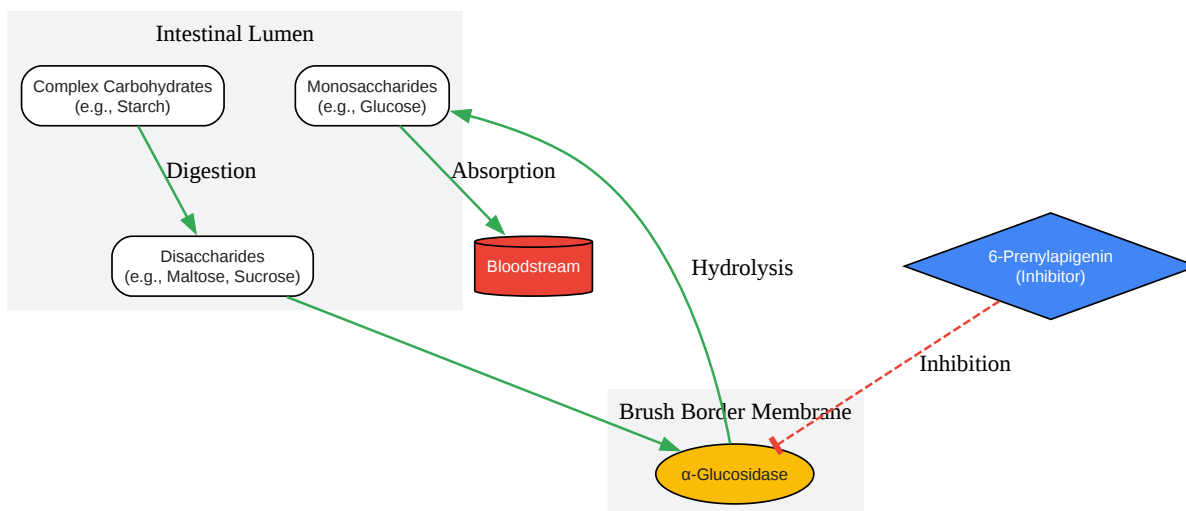 Intestinal Lumen
Complex Carbohydrates
(e.g., Starch)
Monosaccharides
(e.g., Glucose)
Digestion
Absorption
Disaccharides
(e.g., Maltose, Sucrose)
Bloodstream
Hydrolysis
6-Prenylapigenin
(Inhibitor)
Inhibition
Brush Border Membrane
α-Glucosidase